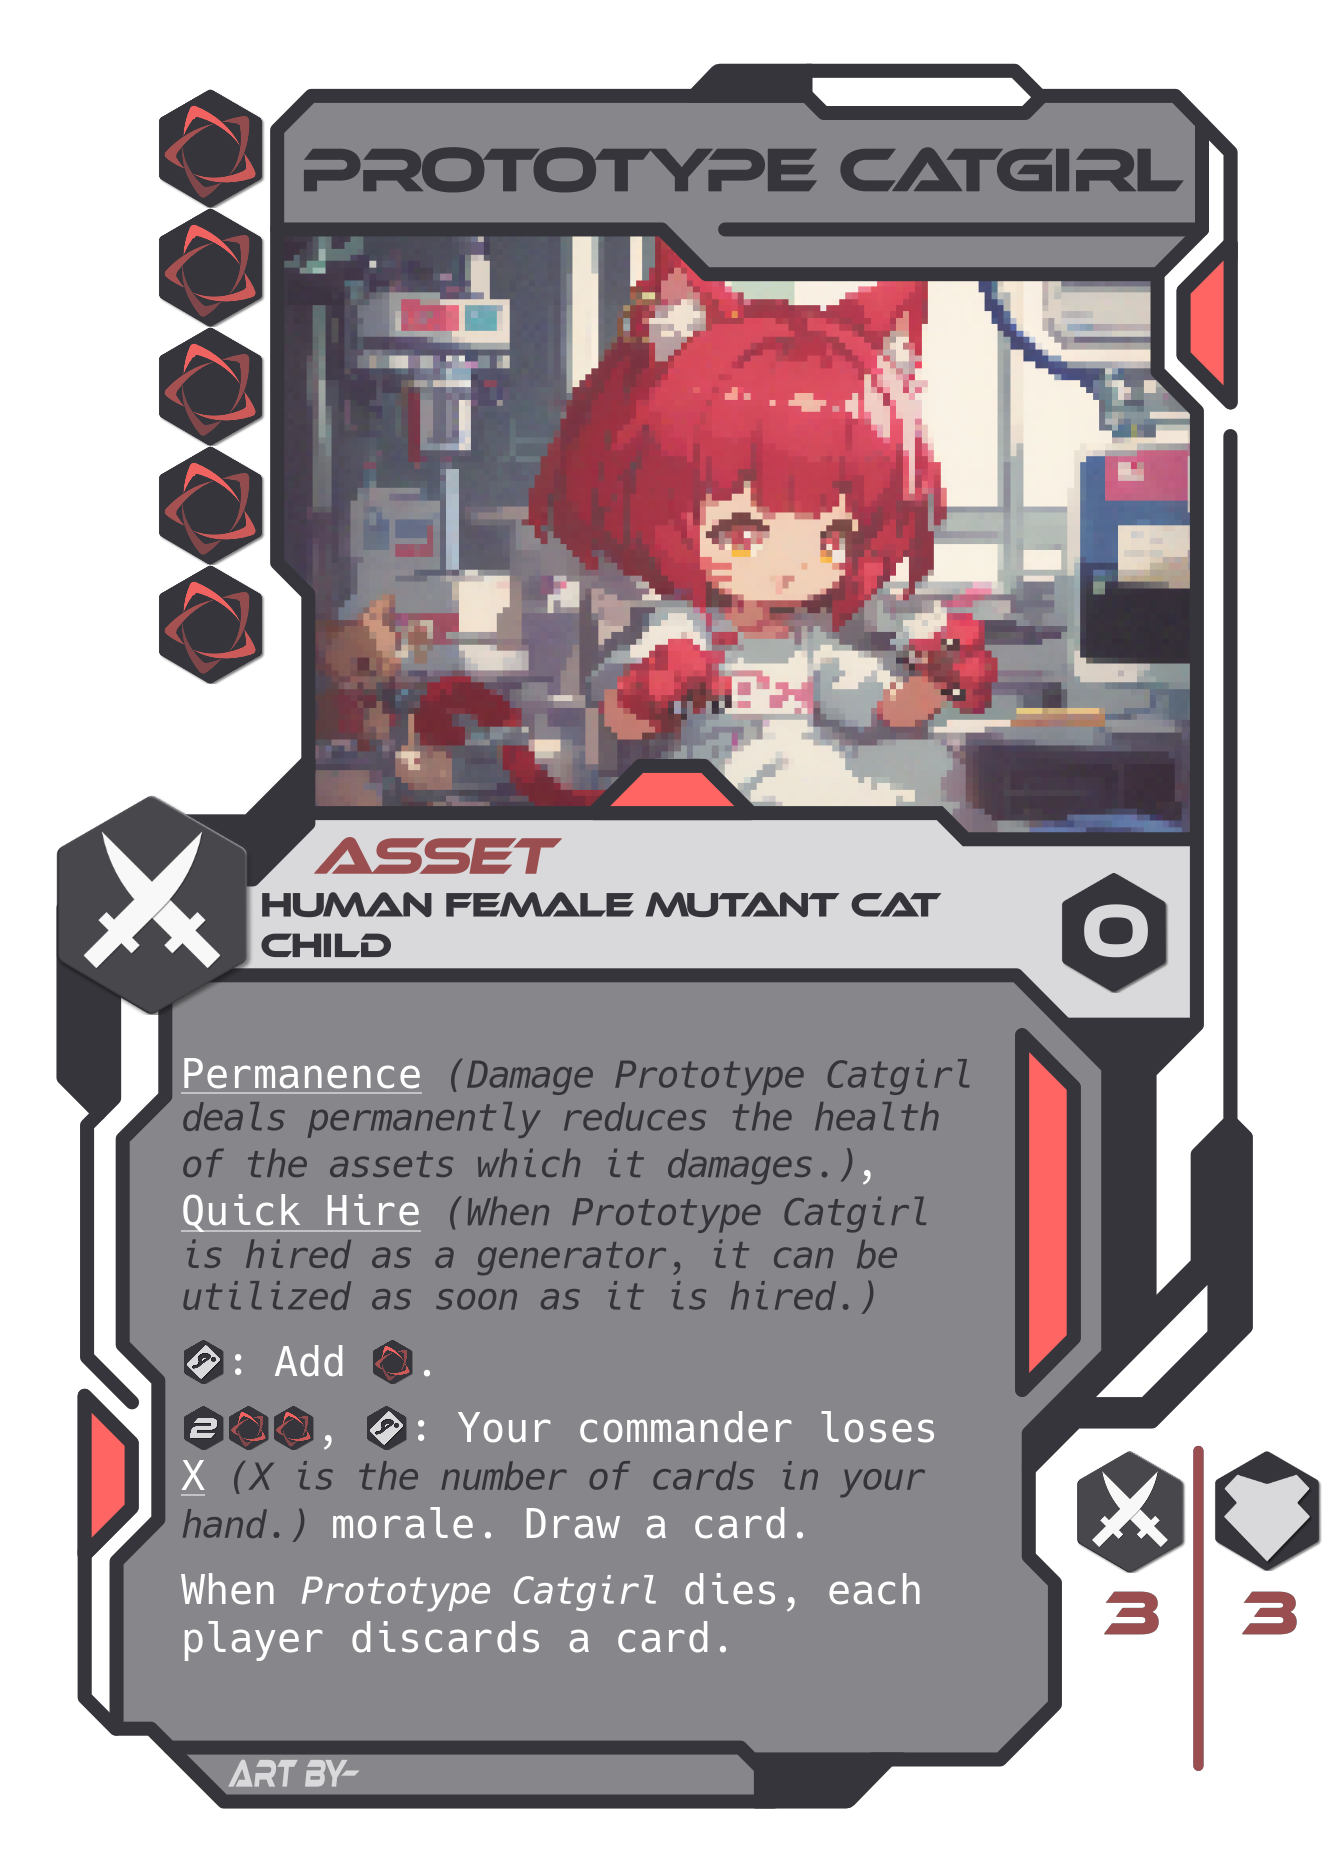 PROTOTYPE CATGIRL
ASSET
HUMAN FEMALE MUTANT CAT
CHILD
0
Permanence (Damage Prototype Catgirl
deals permanently reduces the health
of the assets which it damages.),
Quick Hire (When Prototype Catgirl
is hired as a generator, it can be
utilized as soon as it is hired.)
: Add .
2, : Your commander loses
X (X is the number of cards in your
hand.) morale. Draw a card.
When Prototype Catgirl dies, each
player discards a card.
3 3
ART BY-